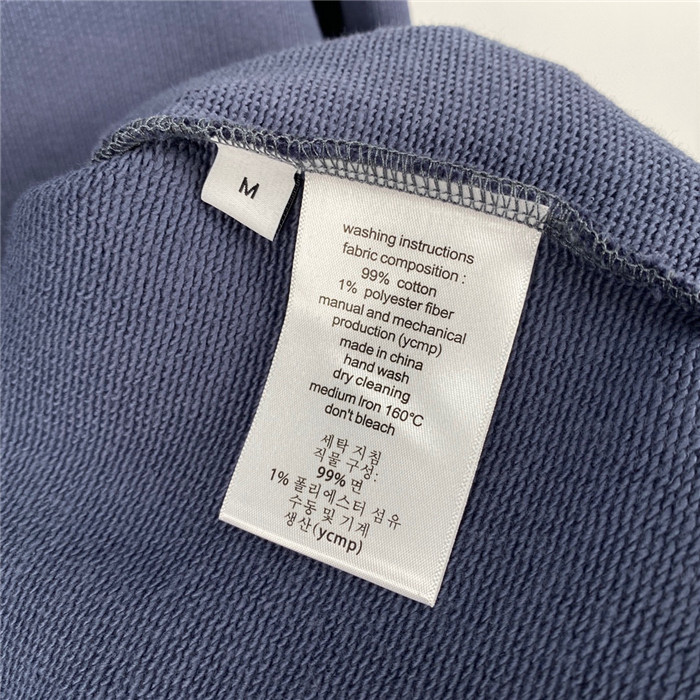 M
washing instructions
fabric composition :
99% cotton
1% polyester fiber
manual and mechanical
production (ycmp)
made in china
hand wash
dry cleaning
medium Iron 160°C
don't bleach
세탁 지침
직물 구성:
99% 면
1% 폴리에스터 섬유
수동 및 기계
생산(ycmp)